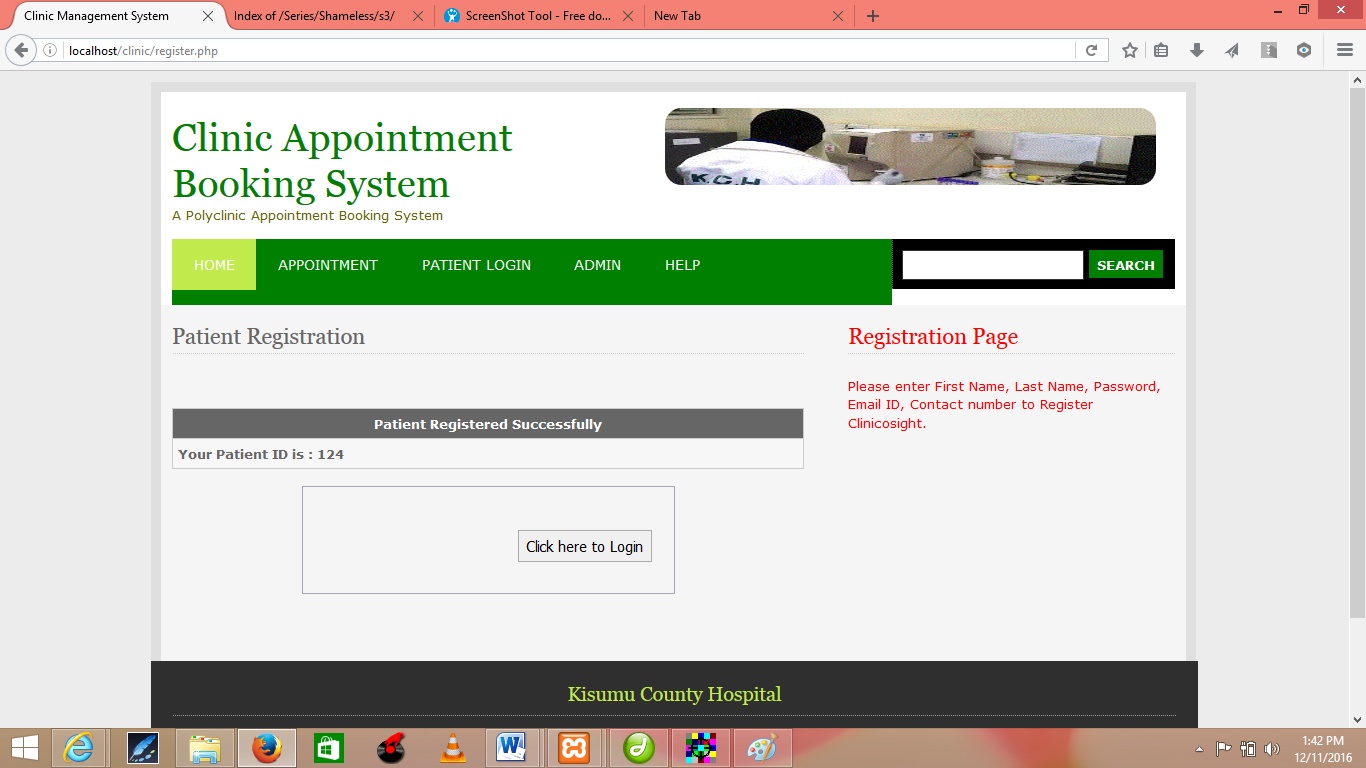 Clinic Management System
Index of /Series/Shameless/s3/
ScreenShot Tool - Free do...
New Tab
localhost/clinic/register.php
Clinic Appointment
Booking System
A Polyclinic Appointment Booking System
K.C.H
HOME
APPOINTMENT
PATIENT LOGIN
ADMIN
HELP
SEARCH
Patient Registration
Registration Page
Please enter First Name, Last Name, Password,
Email ID, Contact number to Register
Clinicosight.
Patient Registered Successfully
Your Patient ID is : 124
Click here to Login
Kisumu County Hospital
1:42 PM
12/11/2016